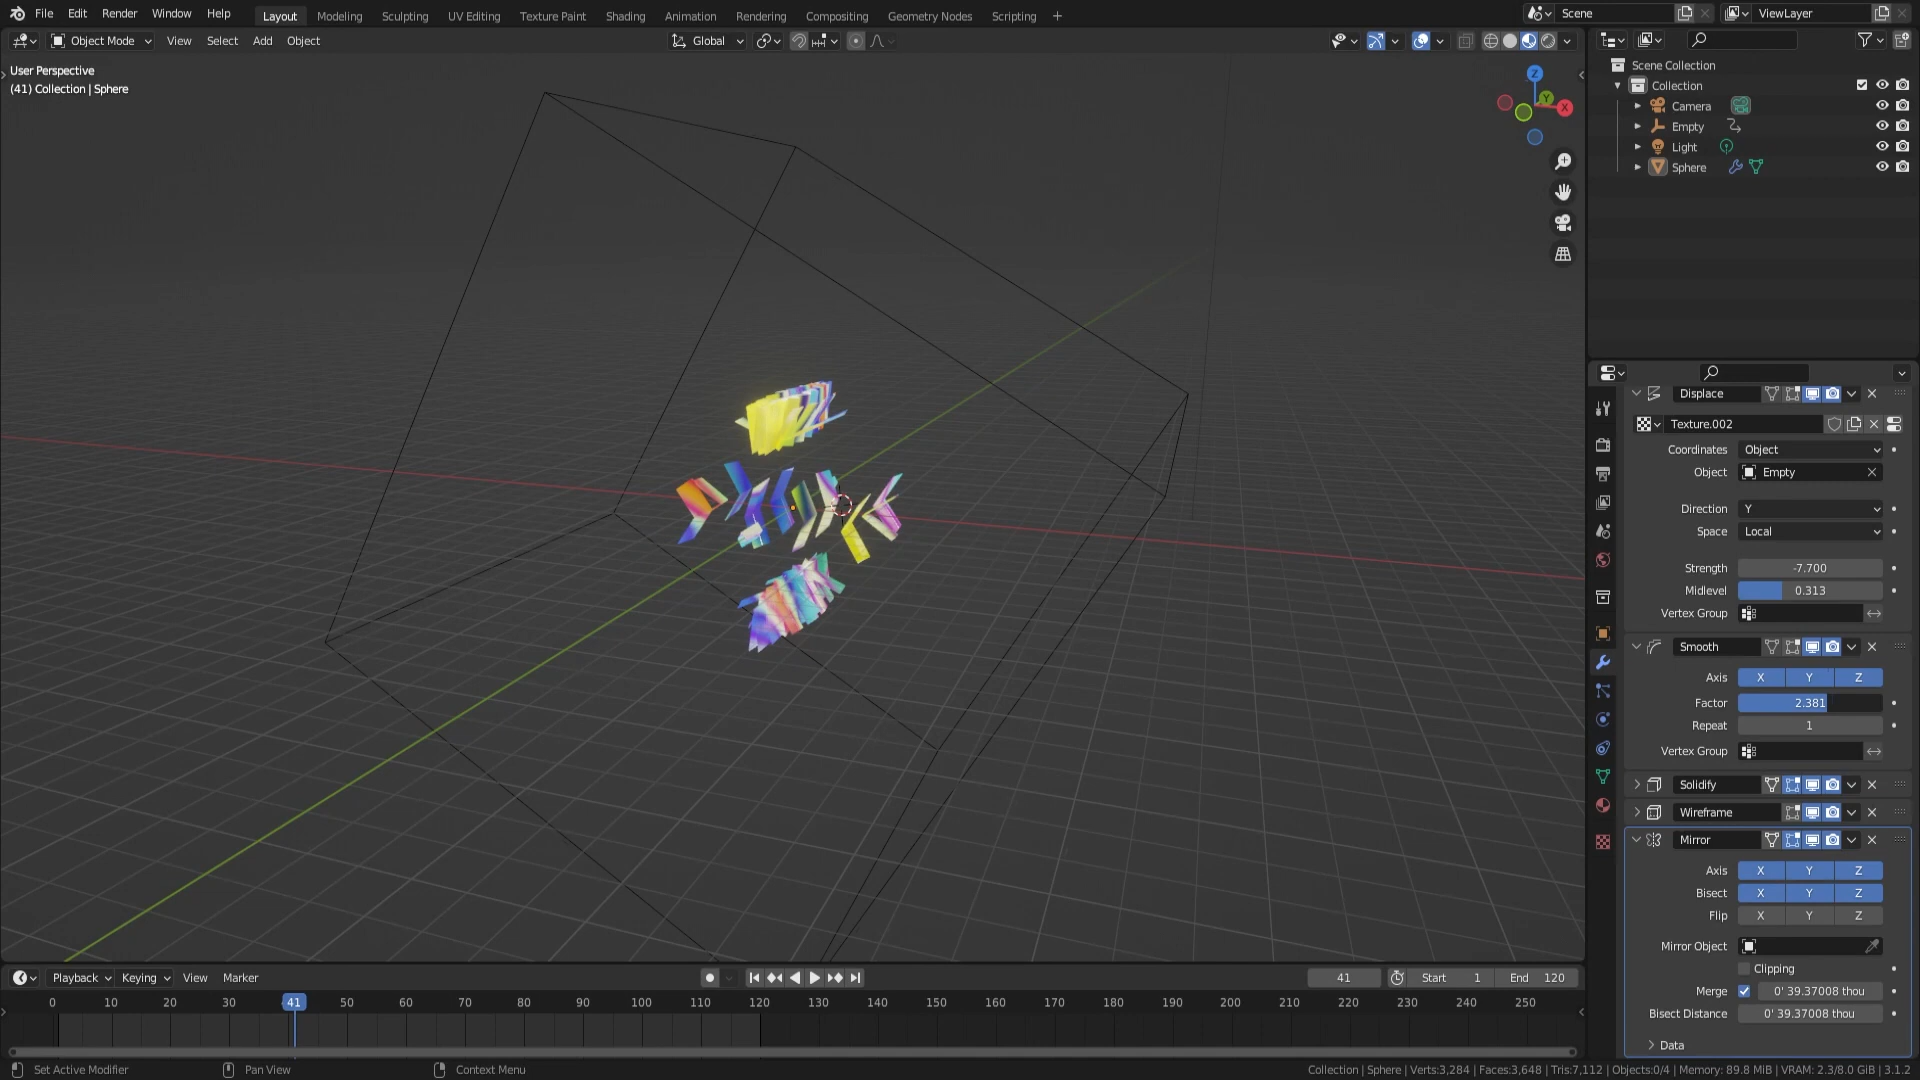 File Edit Render Window Help Layout Modeling Sculpting UV Editing Texture Paint Shading Animation Rendering Compositing Geometry Nodes Scripting + Scene ViewLayer
Object Mode View Select Add Object Global
User Perspective
(41) Collection | Sphere
Z
Y
X
Scene Collection
Collection
Camera
Empty
Light
Sphere
Displace
Texture.002
Coordinates Object
Object Empty
Direction Y
Space Local
Strength -7.700
Midlevel 0.313
Vertex Group
Smooth
Axis X Y Z
Factor 2.381
Repeat 1
Vertex Group
Solidify
Wireframe
Mirror
Axis X Y Z
Bisect X Y Z
Flip X Y Z
Mirror Object
Clipping
Merge 0' 39.37008 thou
Bisect Distance 0' 39.37008 thou
Data
Playback Keying View Marker 41 Start 1 End 120
0 10 20 30 41 50 60 70 80 90 100 110 120 130 140 150 160 170 180 190 200 210 220 230 240 250
Set Active Modifier Pan View Context Menu Collection | Sphere | Verts:3,284 | Faces:3,648 | Tris:7,112 | Objects:0/4 | Memory: 89.8 MiB | VRAM: 2.3/8.0 GiB | 3.1.2